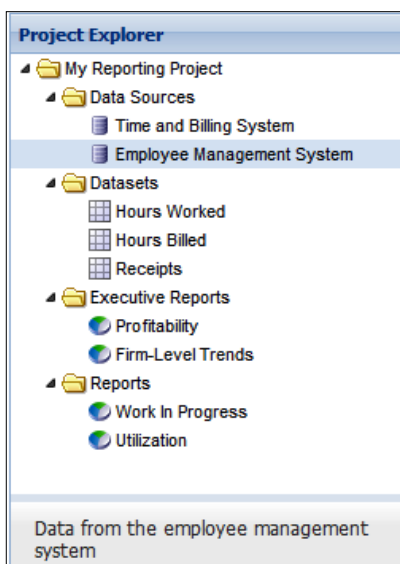 Project Explorer
My Reporting Project
Data Sources
Time and Billing System
Employee Management System
Datasets
Hours Worked
Hours Billed
Receipts
Executive Reports
Profitability
Firm-Level Trends
Reports
Work In Progress
Utilization
Data from the employee management
system